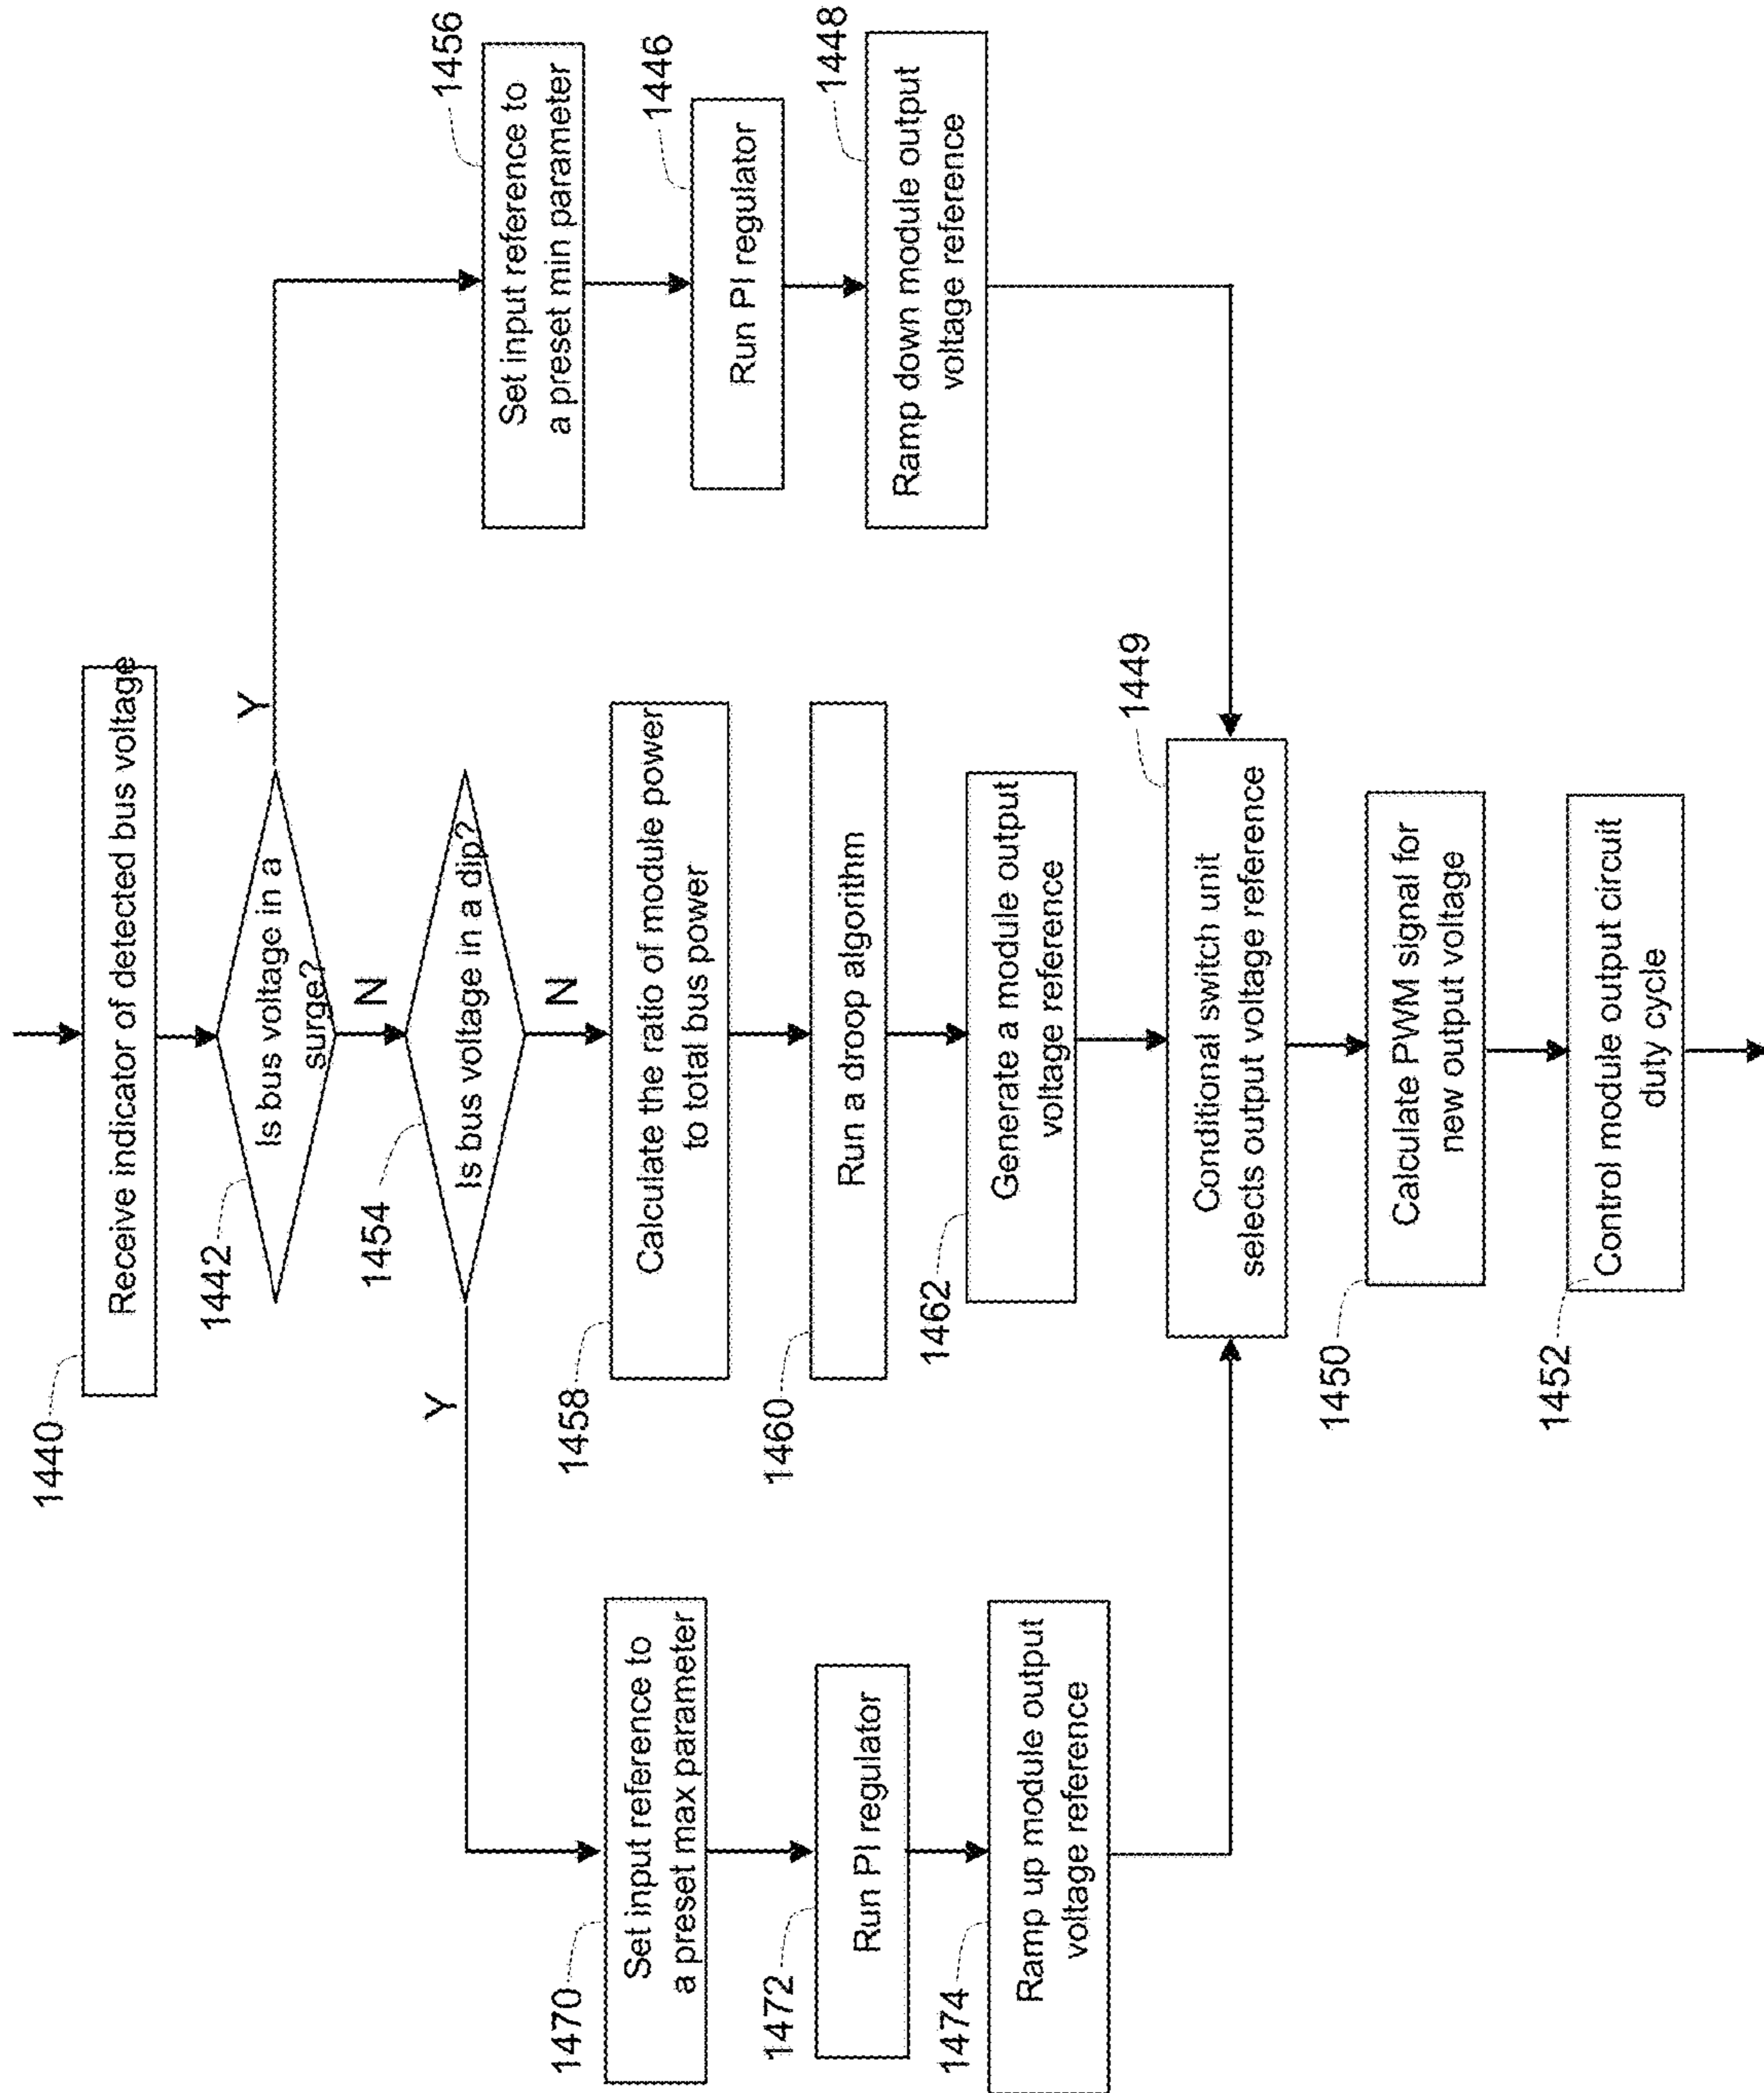 1440
Receive indicator of detected bus voltage
1442
Is bus voltage in a
surge?
Y
N
1454
Is bus voltage in a dip?
Y
N
1456
Set input reference to
a preset min parameter
1446
Run PI regulator
1448
Ramp down module output
voltage reference
1458
Calculate the ratio of module power
to total bus power
1460
Run a droop algorithm
1462
Generate a module output
voltage reference
1470
Set input reference to
a preset max parameter
1472
Run PI regulator
1474
Ramp up module output
voltage reference
1449
Conditional switch unit
selects output voltage reference
1450
Calculate PWM signal for
new output voltage
1452
Control module output circuit
duty cycle